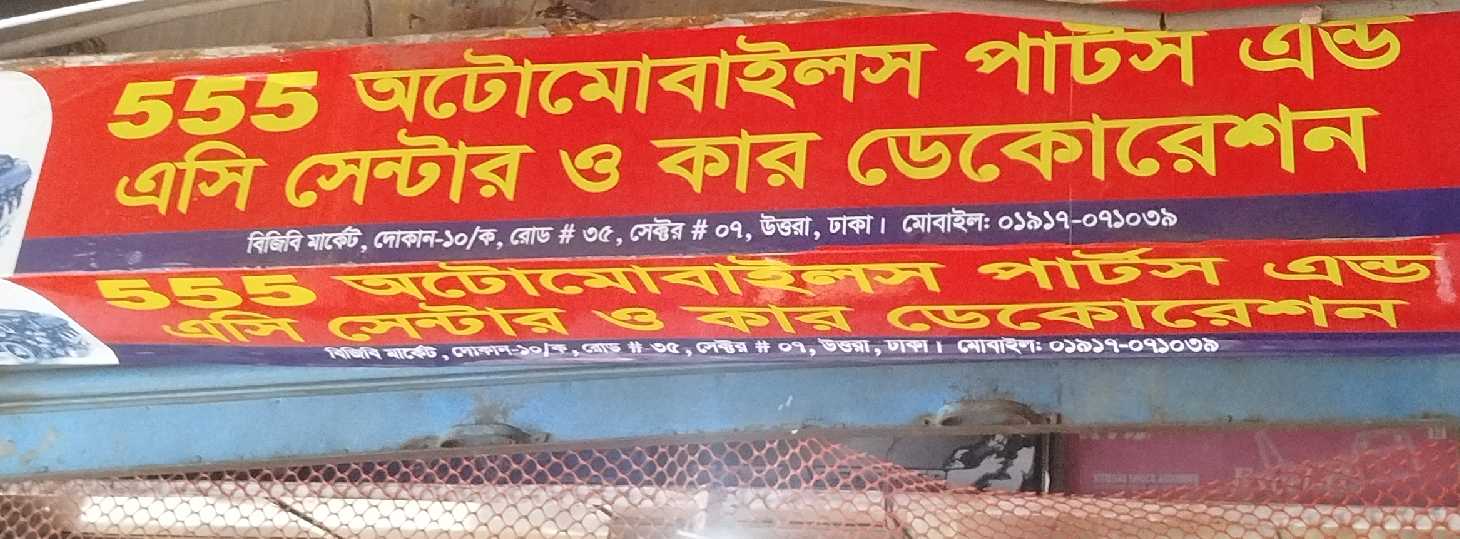 555 অটোমোবাইলস পার্টস এন্ড
এসি সেন্টার ও কার ডেকোরেশন
বিজিবি মার্কেট, দোকান-১০/ক, রোড # ৩৫, সেক্টর # ০৭, উত্তরা, ঢাকা। মোবাইল: ০১৯১৭-০৭১০৩৯
555 অটোমোবাইলস পার্টস এন্ড
এসি সেন্টার ও কার ডেকোরেশন
বিজিবি মার্কেট, দোকান-১০/ক, রোড # ৩৫, সেক্টর # ০৭, উত্তরা, ঢাকা। মোবাইল: ০১৯১৭-০৭১০৩৯